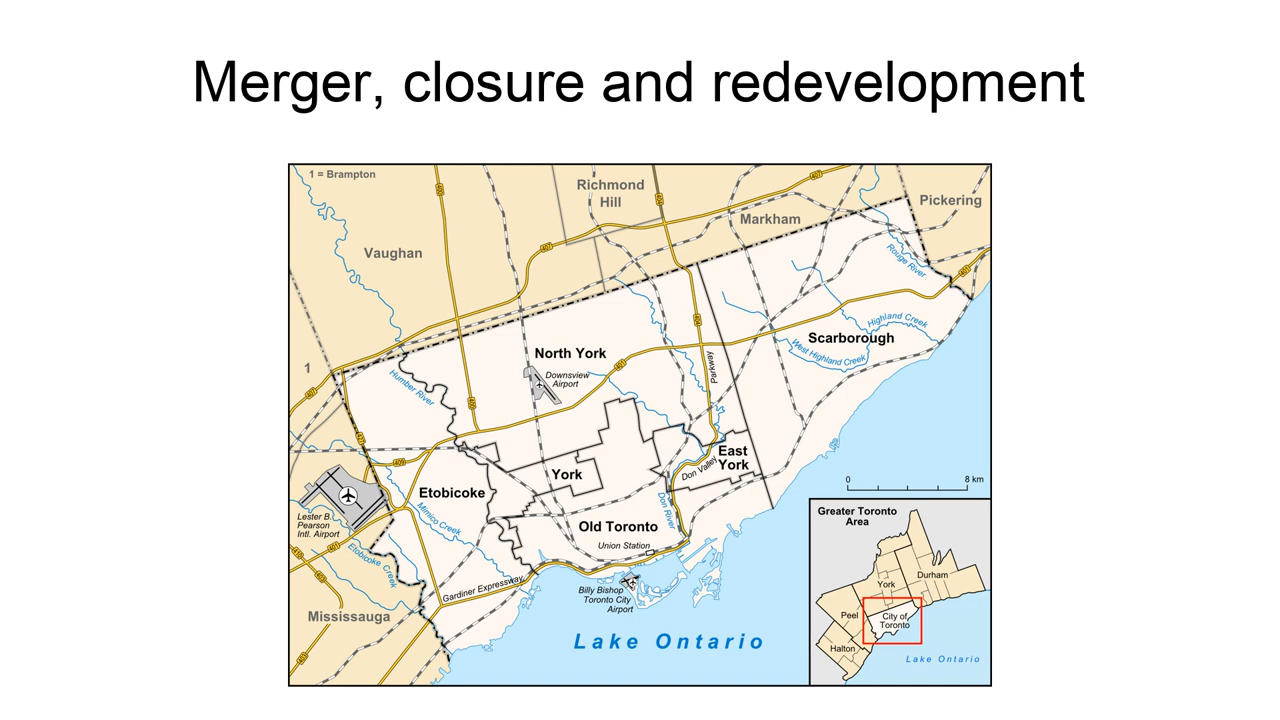 Merger, closure and redevelopment
1 = Brampton
Richmond
Hill
Pickering
Markham
Vaughan
Rouge River
Highland Creek
Scarborough
West Highland Creek
North York
Downsview
Airport
Parkway
1
Humber River
East
York
Don Valley
York
Etobicoke
Old Toronto
Don River
Union Station
Mimico Creek
Lester B.
Pearson
Intl. Airport
Etobicoke Creek
Gardiner Expressway
Billy Bishop
Toronto City
Airport
Mississauga
Lake Ontario
0
8 km
Greater Toronto
Area
York
Durham
Peel
City of
Toronto
Halton
Lake Ontario